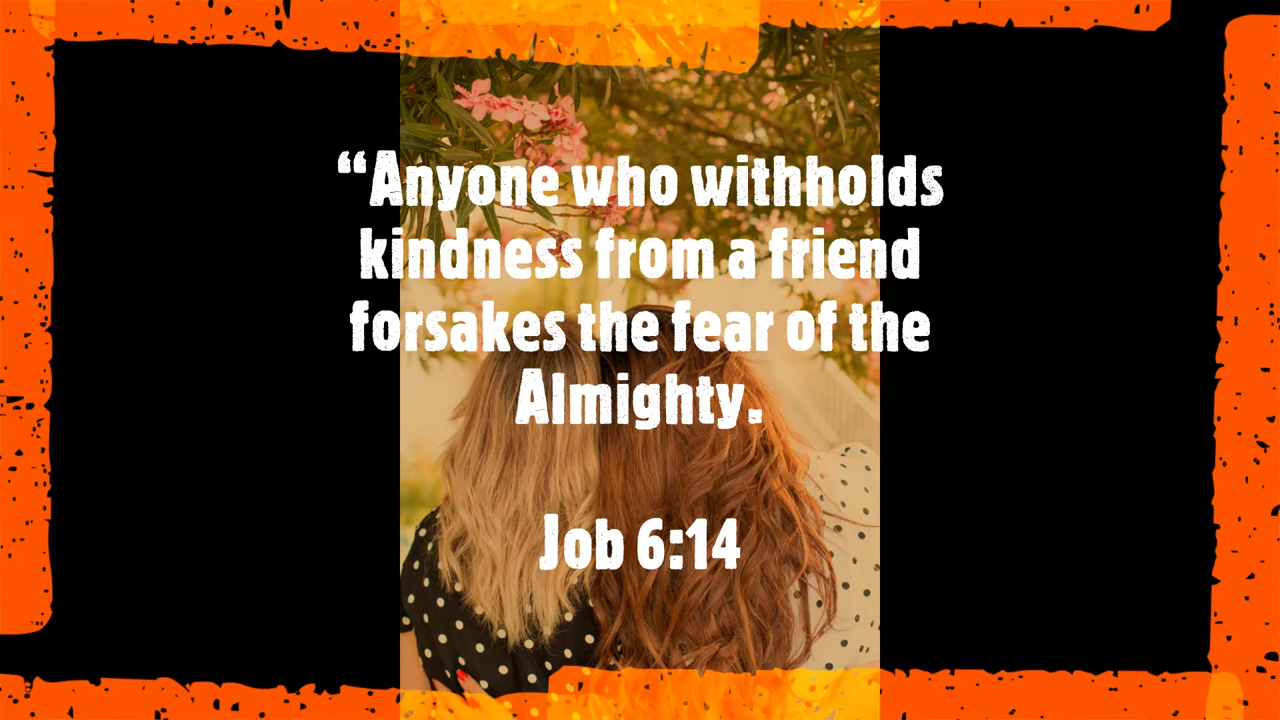 “Anyone who withholds
kindness from a friend
forsakes the fear of the
Almighty.
Job 6:14